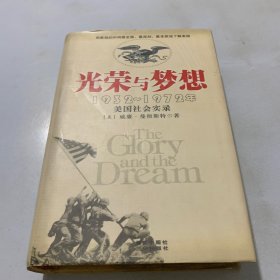 光荣与梦想
1932~1972年
美国社会实录
[美] 威廉·曼彻斯特 著
The
Glory
and the
Dream